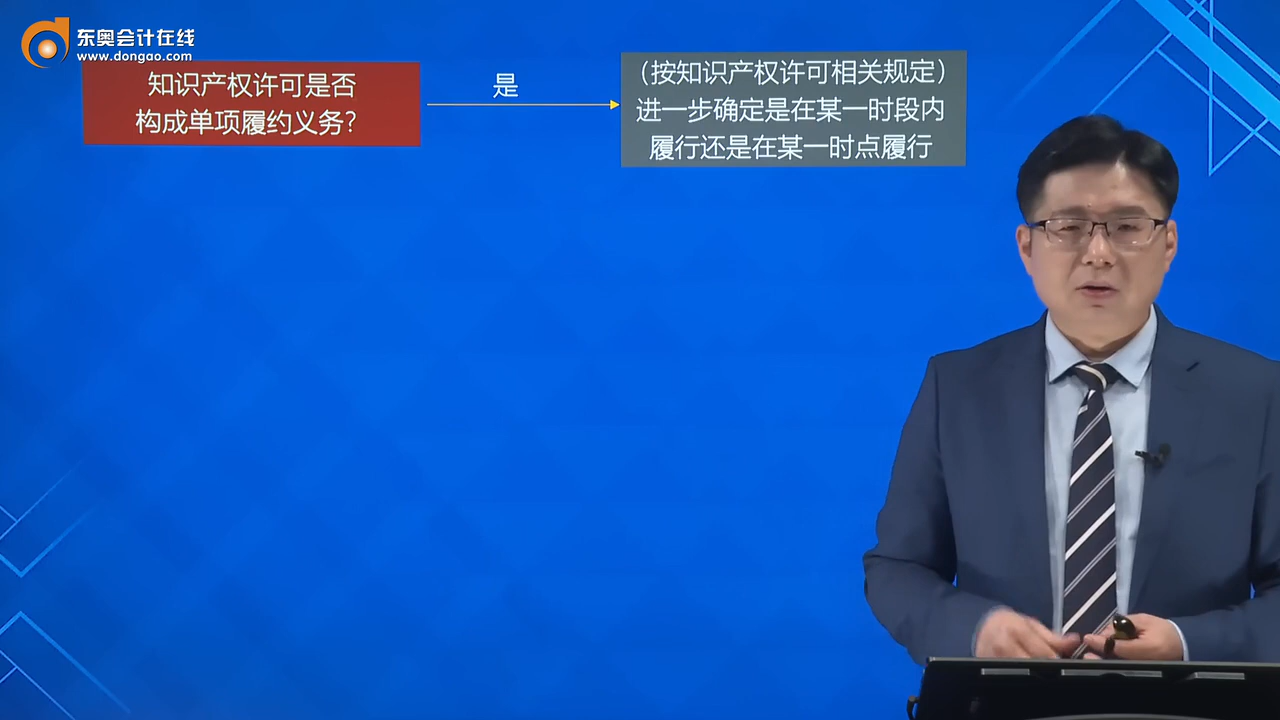 东奥会计在线
www.dongao.com
知识产权许可是否
构成单项履约义务?
是
（按知识产权许可相关规定）
进一步确定是在某一时段内
履行还是在某一时点履行